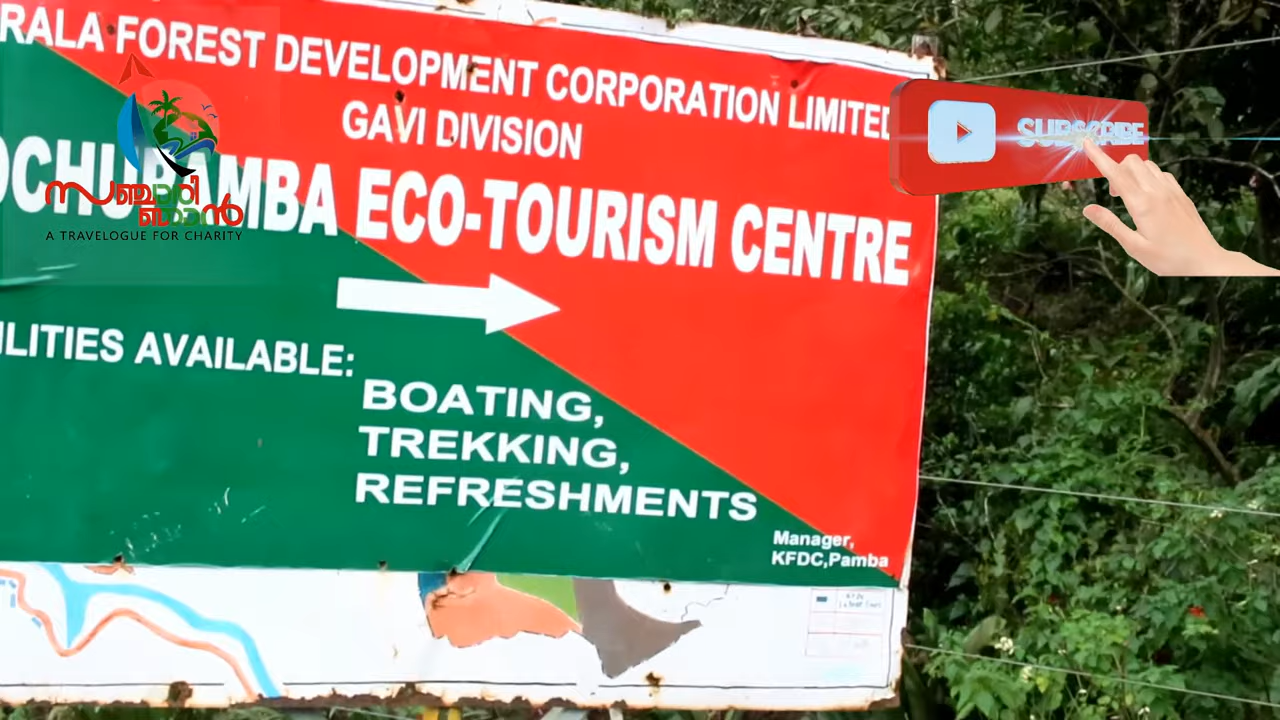 RALA FOREST DEVELOPMENT CORPORATION LIMITED
GAVI DIVISION
OCHUPAMBA ECO-TOURISM CENTRE
സഞ്ചാരി
ഞാൻ
A TRAVELOGUE FOR CHARITY
SUBSCRIBE
ILITIES AVAILABLE:
BOATING,
TREKKING,
REFRESHMENTS
Manager,
KFDC,Pamba